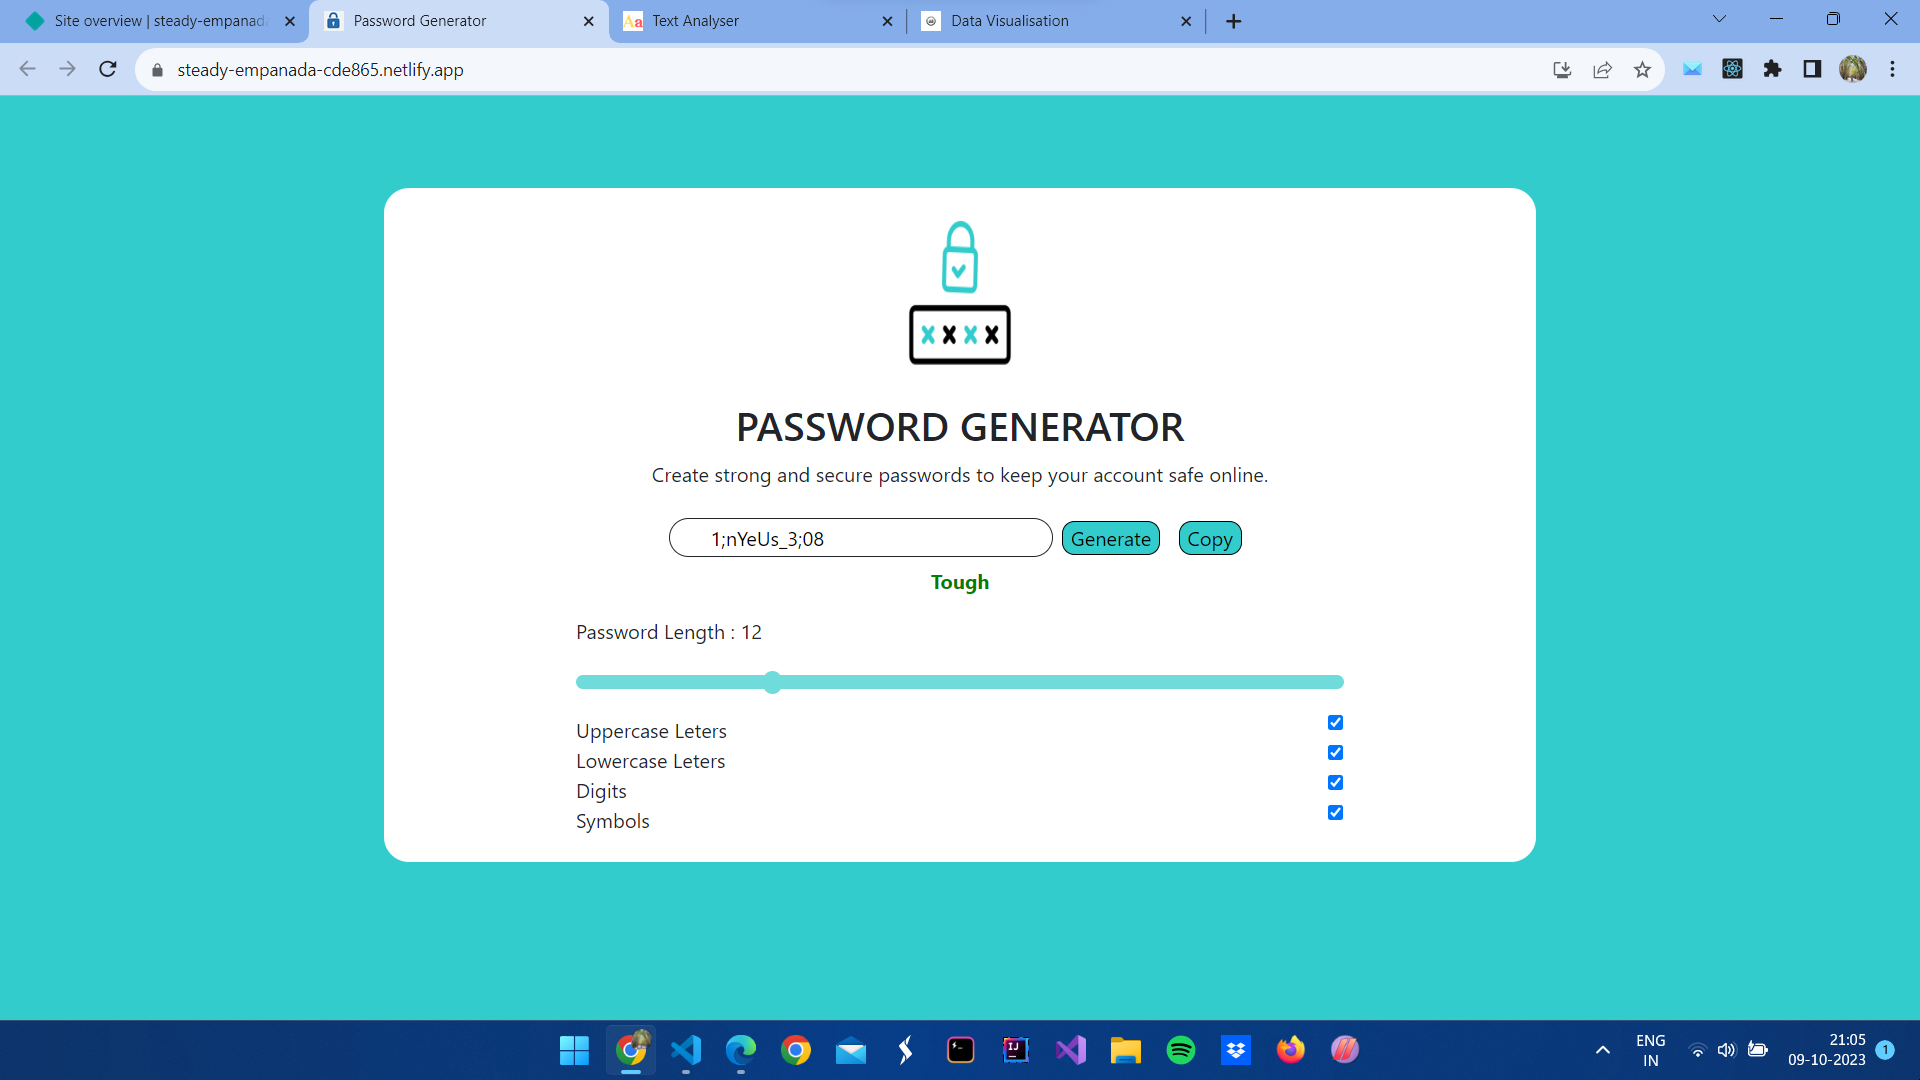 Site overview | steady-empanada
Password Generator
Text Analyser
Data Visualisation
steady-empanada-cde865.netlify.app
x x x x
PASSWORD GENERATOR
Create strong and secure passwords to keep your account safe online.
1;nYeUs_3;08
Generate
Copy
Tough
Password Length : 12
Uppercase Leters
Lowercase Leters
Digits
Symbols
ENG
IN
21:05
09-10-2023
1